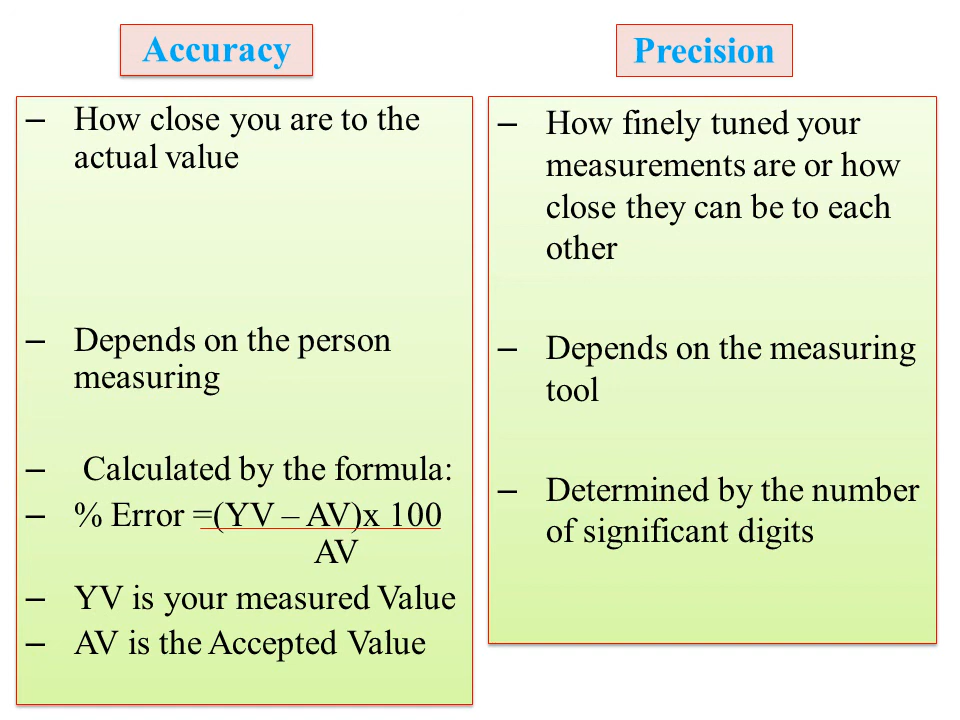 Accuracy
– How close you are to the
actual value
– Depends on the person
measuring
– Calculated by the formula:
– % Error =(YV – AV)x 100
AV
– YV is your measured Value
– AV is the Accepted Value
Precision
– How finely tuned your
measurements are or how
close they can be to each
other
– Depends on the measuring
tool
– Determined by the number
of significant digits